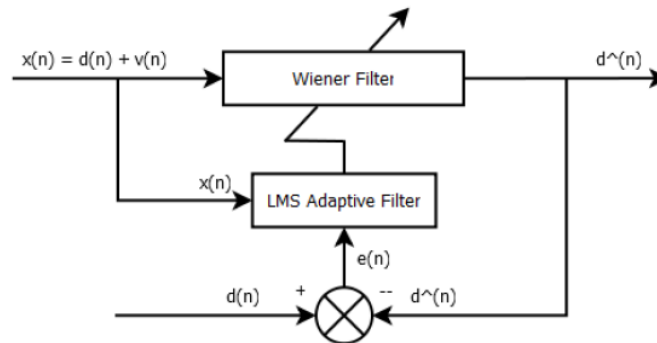 x(n) = d(n) + v(n)
d^(n)
Wiener Filter
x(n)
LMS Adaptive Filter
e(n)
d(n)
+
--
d^(n)